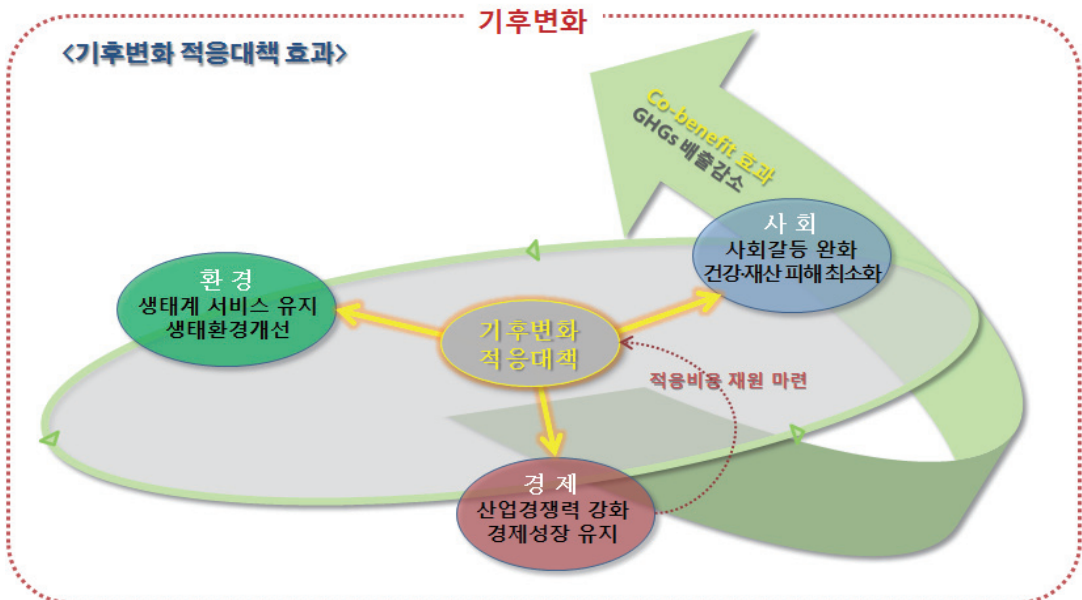 기후변화
<기후변화 적응대책 효과>
Co-benefit 효과
GHGs 배출감소
사 회
사회갈등 완화
건강·재산 피해 최소화
환 경
생태계 서비스 유지
생태환경개선
기후변화
적응대책
적응비용 재원 마련
경 제
산업경쟁력 강화
경제성장 유지